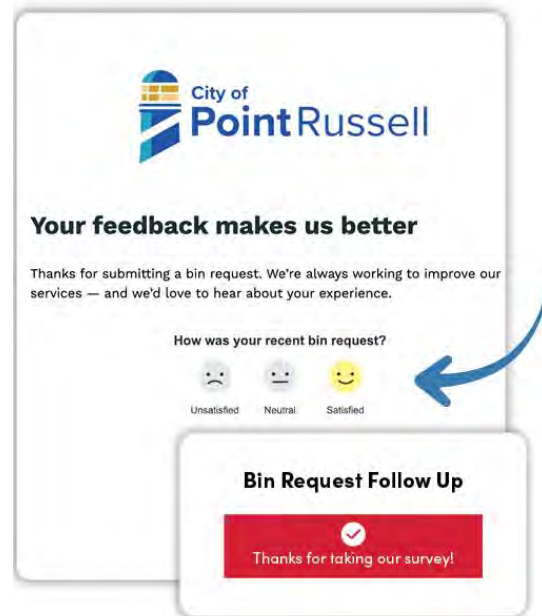 City of
Point Russell
Your feedback makes us better
Thanks for submitting a bin request. We're always working to improve our
services — and we'd love to hear about your experience.
How was your recent bin request?
Unsatisfied Neutral Satisfied
Bin Request Follow Up
Thanks for taking our survey!